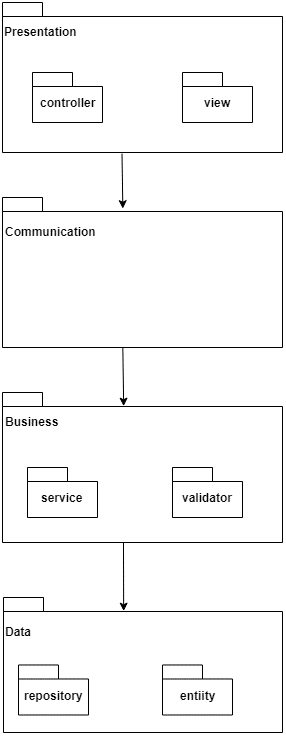 Presentation
controller
view
Communication
Business
service
validator
Data
repository
entiity